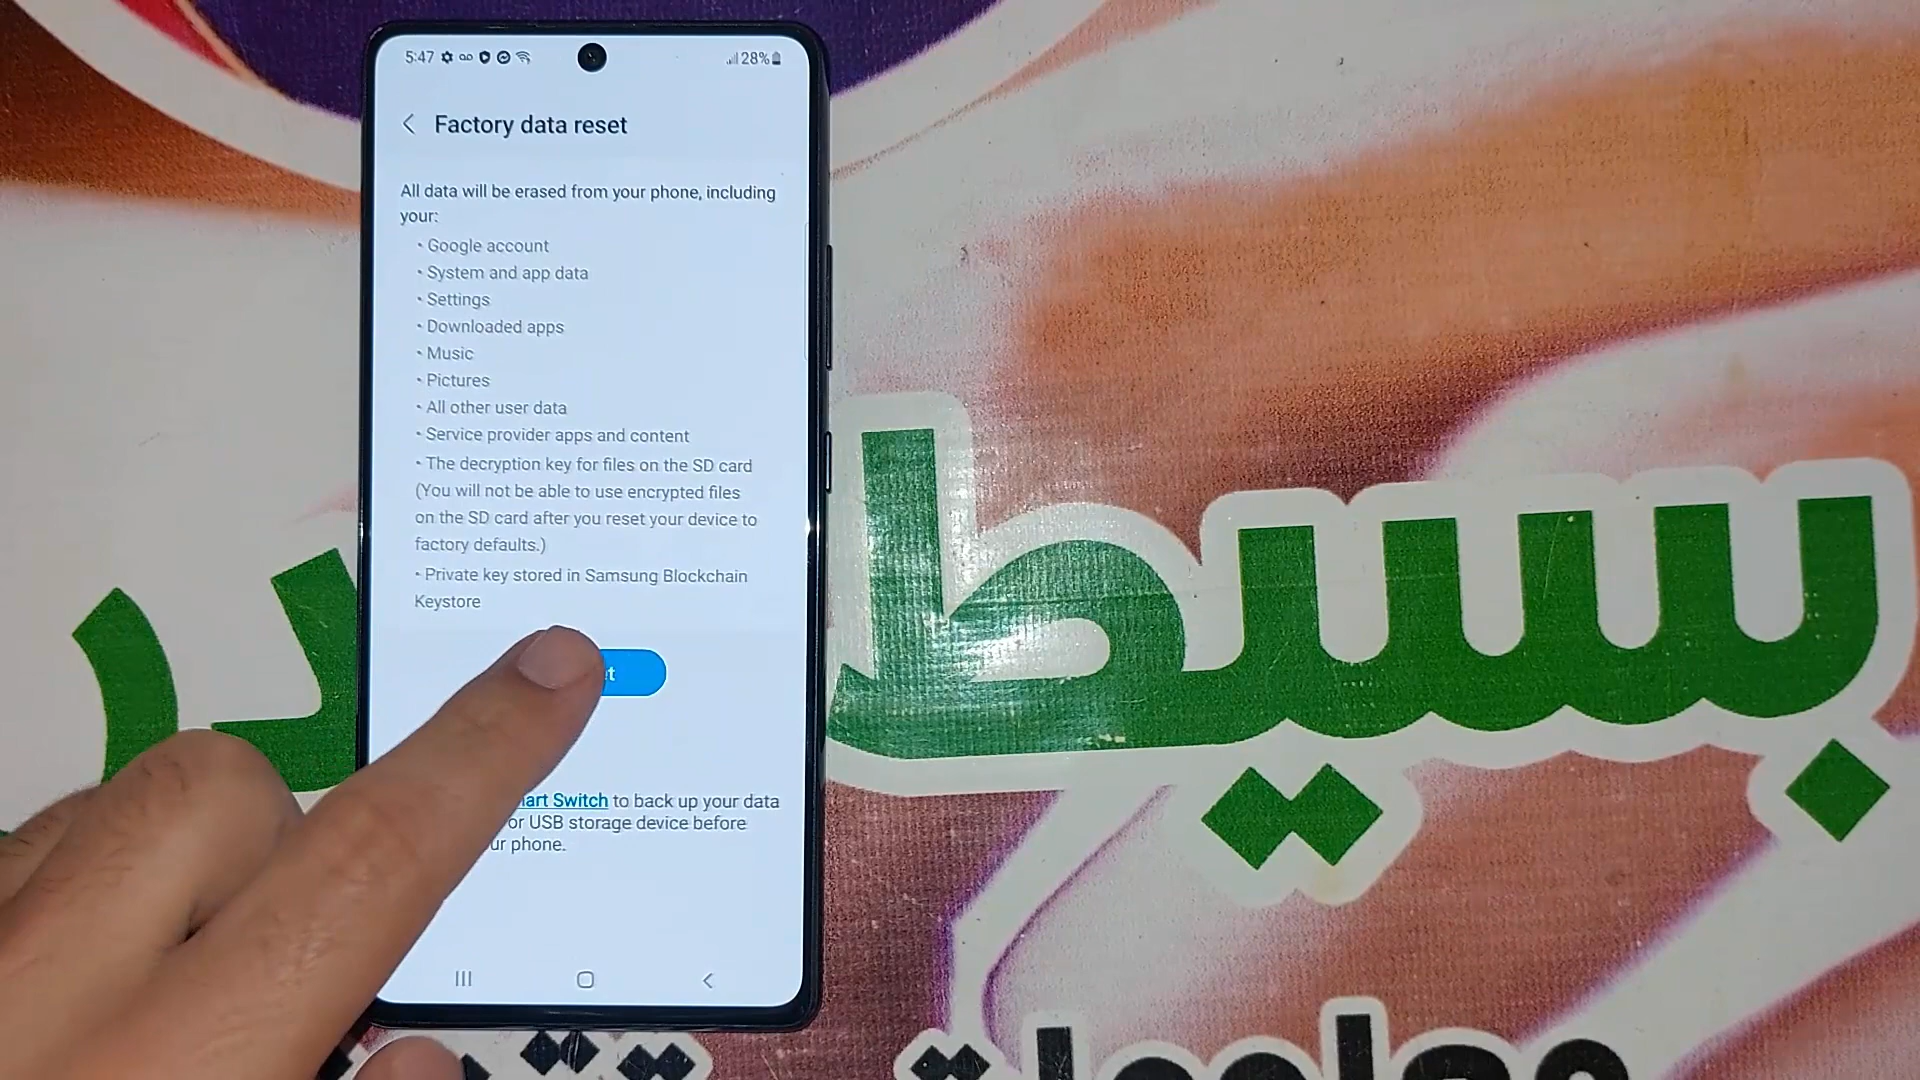 5:47
28%
Factory data reset
All data will be erased from your phone, including
your:
• Google account
• System and app data
• Settings
• Downloaded apps
• Music
• Pictures
• All other user data
• Service provider apps and content
• The decryption key for files on the SD card
(You will not be able to use encrypted files
on the SD card after you reset your device to
factory defaults.)
• Private key stored in Samsung Blockchain
Keystore
Switch to back up your data
or USB storage device before
phone.
بسيط